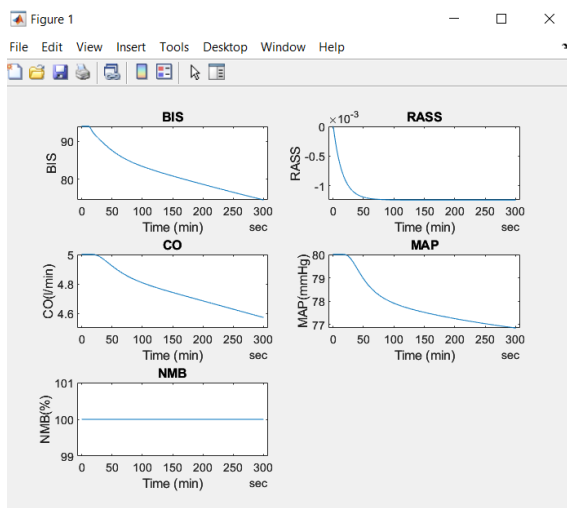 Figure 1
File Edit View Insert Tools Desktop Window Help
BIS
90
80
BIS
0 50 100 150 200 250 300
Time (min) sec
RASS
×10⁻³
0
-0.5
-1
RASS
0 50 100 150 200 250 300
Time (min) sec
CO
5
4.8
4.6
CO(l/min)
0 50 100 150 200 250 300
Time (min) sec
MAP
80
79
78
77
MAP(mmHg)
0 50 100 150 200 250 300
Time (min) sec
NMB
101
100
99
NMB(%)
0 50 100 150 200 250 300
Time (min) sec